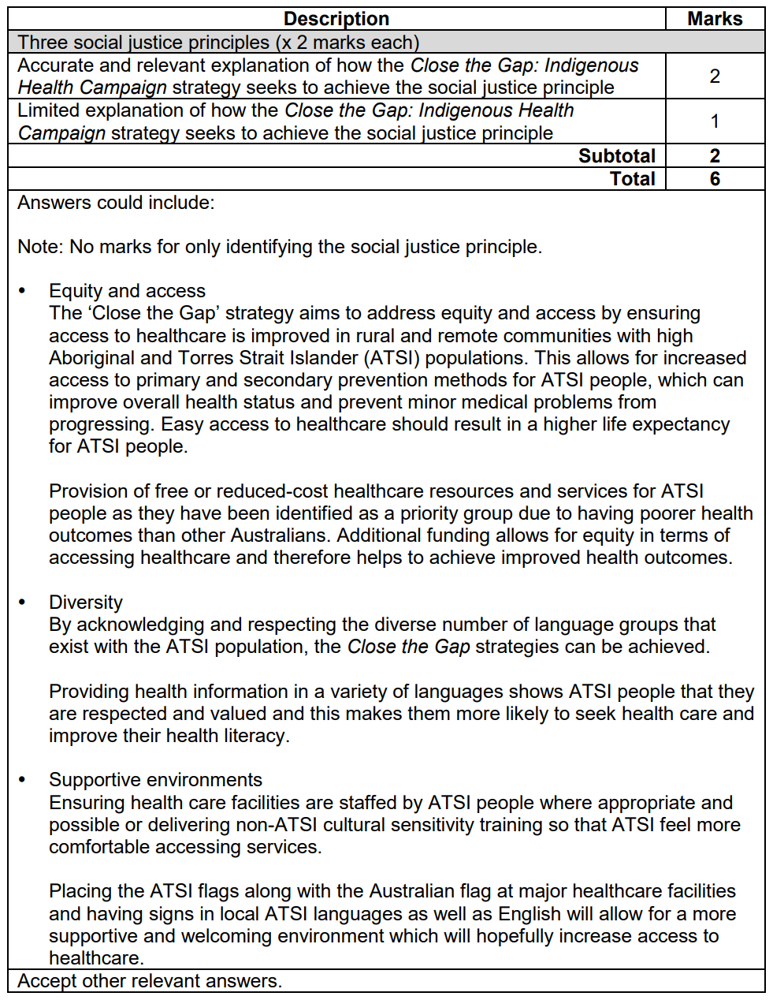 Description Marks
Three social justice principles (x 2 marks each)
Accurate and relevant explanation of how the Close the Gap: Indigenous
Health Campaign strategy seeks to achieve the social justice principle
2
Limited explanation of how the Close the Gap: Indigenous Health
Campaign strategy seeks to achieve the social justice principle
1
Subtotal 2
Total 6
Answers could include:
Note: No marks for only identifying the social justice principle.
• Equity and access
The ‘Close the Gap’ strategy aims to address equity and access by ensuring
access to healthcare is improved in rural and remote communities with high
Aboriginal and Torres Strait Islander (ATSI) populations. This allows for increased
access to primary and secondary prevention methods for ATSI people, which can
improve overall health status and prevent minor medical problems from
progressing. Easy access to healthcare should result in a higher life expectancy
for ATSI people.
Provision of free or reduced-cost healthcare resources and services for ATSI
people as they have been identified as a priority group due to having poorer health
outcomes than other Australians. Additional funding allows for equity in terms of
accessing healthcare and therefore helps to achieve improved health outcomes.
• Diversity
By acknowledging and respecting the diverse number of language groups that
exist with the ATSI population, the Close the Gap strategies can be achieved.
Providing health information in a variety of languages shows ATSI people that they
are respected and valued and this makes them more likely to seek health care and
improve their health literacy.
• Supportive environments
Ensuring health care facilities are staffed by ATSI people where appropriate and
possible or delivering non-ATSI cultural sensitivity training so that ATSI feel more
comfortable accessing services.
Placing the ATSI flags along with the Australian flag at major healthcare facilities
and having signs in local ATSI languages as well as English will allow for a more
supportive and welcoming environment which will hopefully increase access to
healthcare.
Accept other relevant answers.